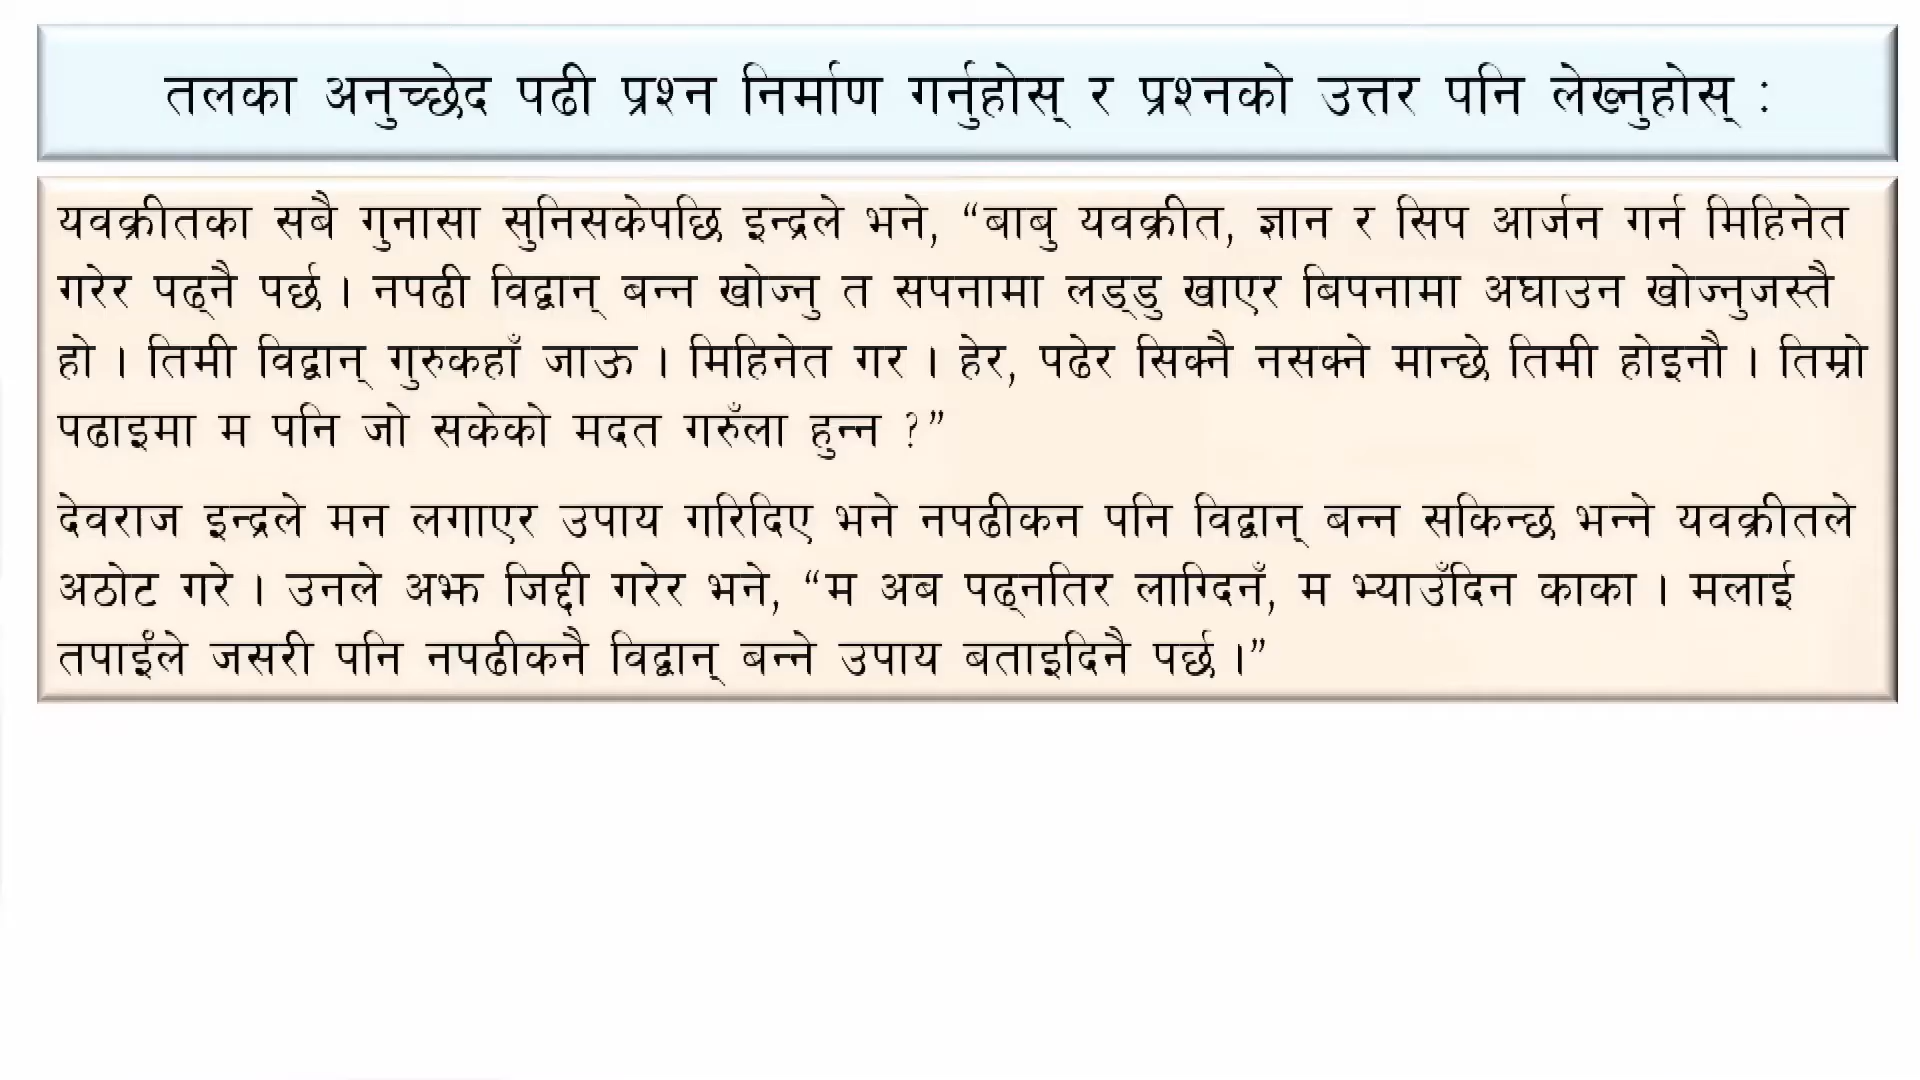 तलका अनुच्छेद पढी प्रश्न निर्माण गर्नुहोस् र प्रश्नको उत्तर पनि लेख्नुहोस् :
यवक्रीतका सबै गुनासा सुनिसकेपछि इन्द्रले भने, “बाबु यवक्रीत, ज्ञान र सिप आर्जन गर्न मिहिनेत
गरेर पढ्नै पर्छ । नपढी विद्वान् बन्न खोज्नु त सपनामा लड्डु खाएर बिपनामा अघाउन खोज्नुजस्तै
हो । तिमी विद्वान् गुरुकहाँ जाऊ । मिहिनेत गर । हेर, पढेर सिक्नै नसक्ने मान्छे तिमी होइनौ । तिम्रो
पढाइमा म पनि जो सकेको मदत गरुँला हुन्न ?”
देवराज इन्द्रले मन लगाएर उपाय गरिदिए भने नपढीकन पनि विद्वान् बन्न सकिन्छ भन्ने यवक्रीतले
अठोट गरे । उनले अझ जिद्दी गरेर भने, “म अब पढ्नतिर लाग्दिनँ, म भ्याउँदिन काका । मलाई
तपाईंले जसरी पनि नपढीकनै विद्वान् बन्ने उपाय बताइदिनै पर्छ ।”